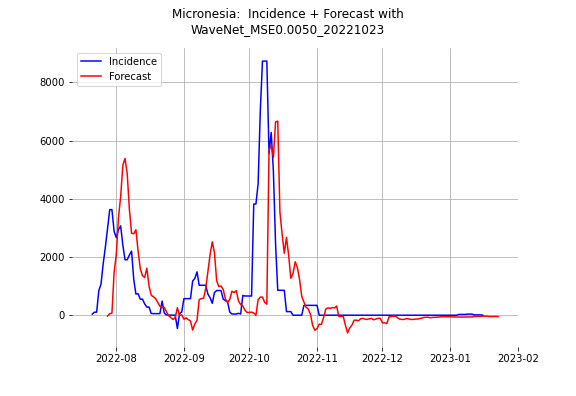 Micronesia:  Incidence + Forecast with
WaveNet_MSE0.0050_20221023
Incidence
Forecast
8000
6000
4000
2000
0
2022-08 2022-09 2022-10 2022-11 2022-12 2023-01 2023-02